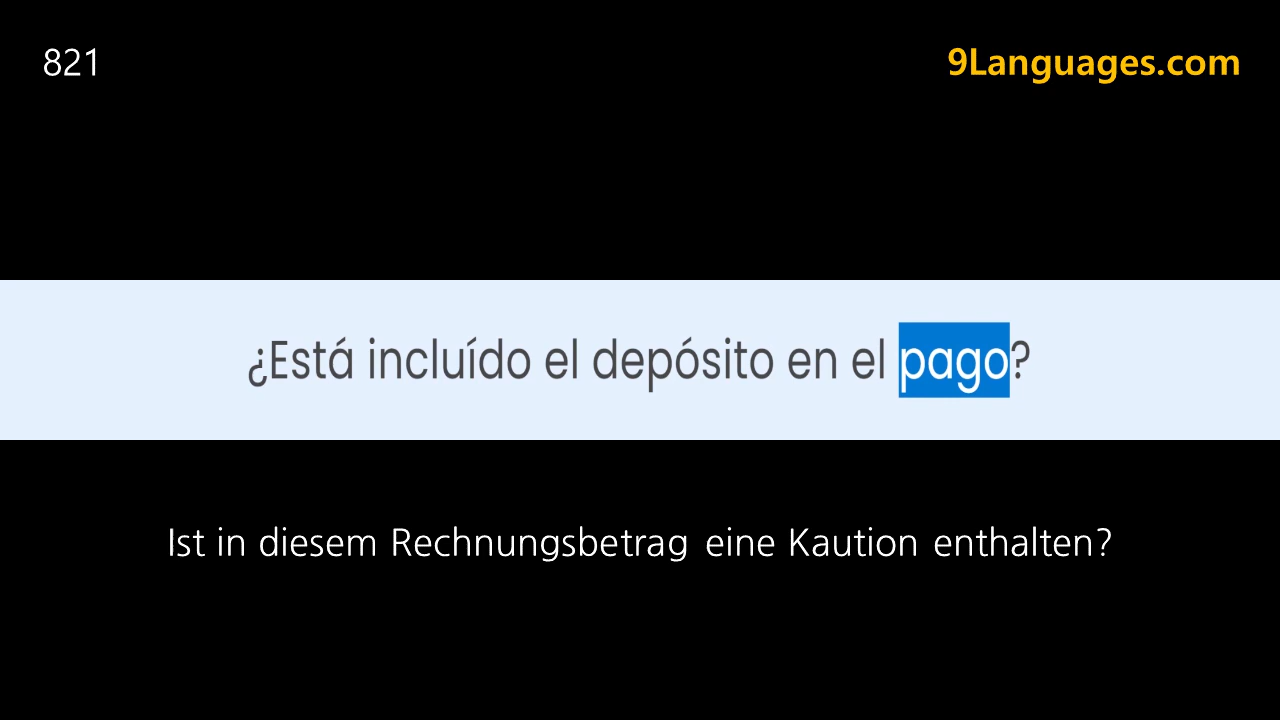 821
9Languages.com
¿Está incluído el depósito en el pago?
Ist in diesem Rechnungsbetrag eine Kaution enthalten?